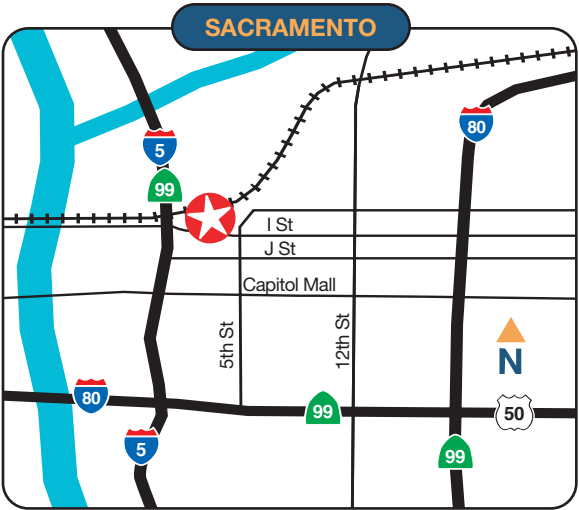 SACRAMENTO
80
5
99
I St
J St
Capitol Mall
5th St
12th St
N
80
99
50
5
99